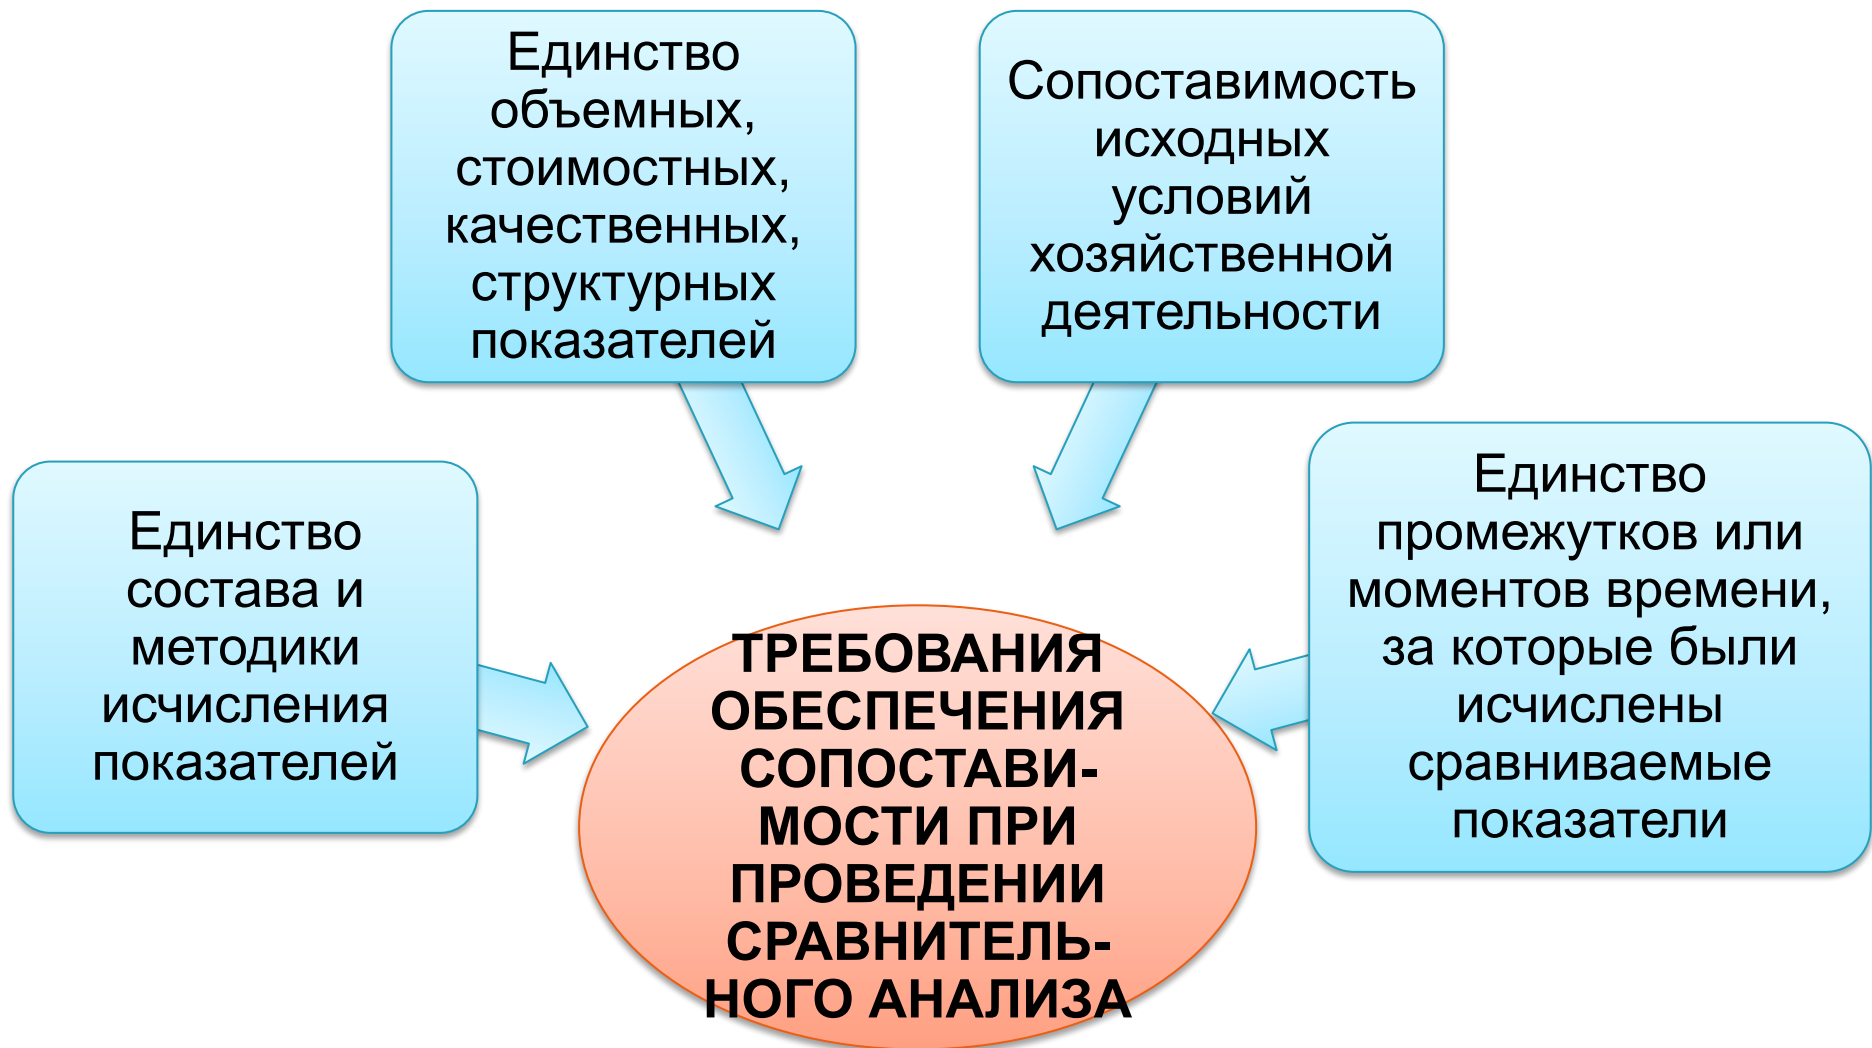 Единство
объемных,
стоимостных,
качественных,
структурных
показателей
Сопоставимость
исходных
условий
хозяйственной
деятельности
Единство
состава и
методики
исчисления
показателей
Единство
промежутков или
моментов времени,
за которые были
исчислены
сравниваемые
показатели
ТРЕБОВАНИЯ
ОБЕСПЕЧЕНИЯ
СОПОСТАВИ-
МОСТИ ПРИ
ПРОВЕДЕНИИ
СРАВНИТЕЛЬ-
НОГО АНАЛИЗА